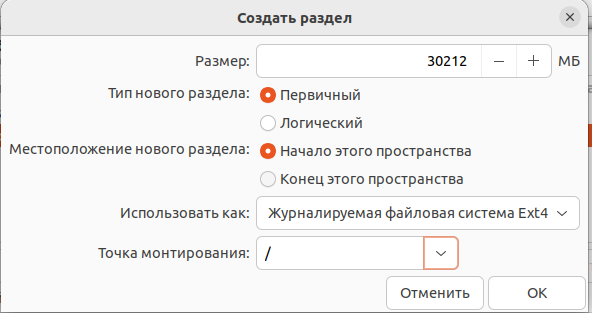 Создать раздел
Размер: 30212 МБ
Тип нового раздела: Первичный
Логический
Местоположение нового раздела: Начало этого пространства
Конец этого пространства
Использовать как: Журналируемая файловая система Ext4
Точка монтирования: /
Отменить OK